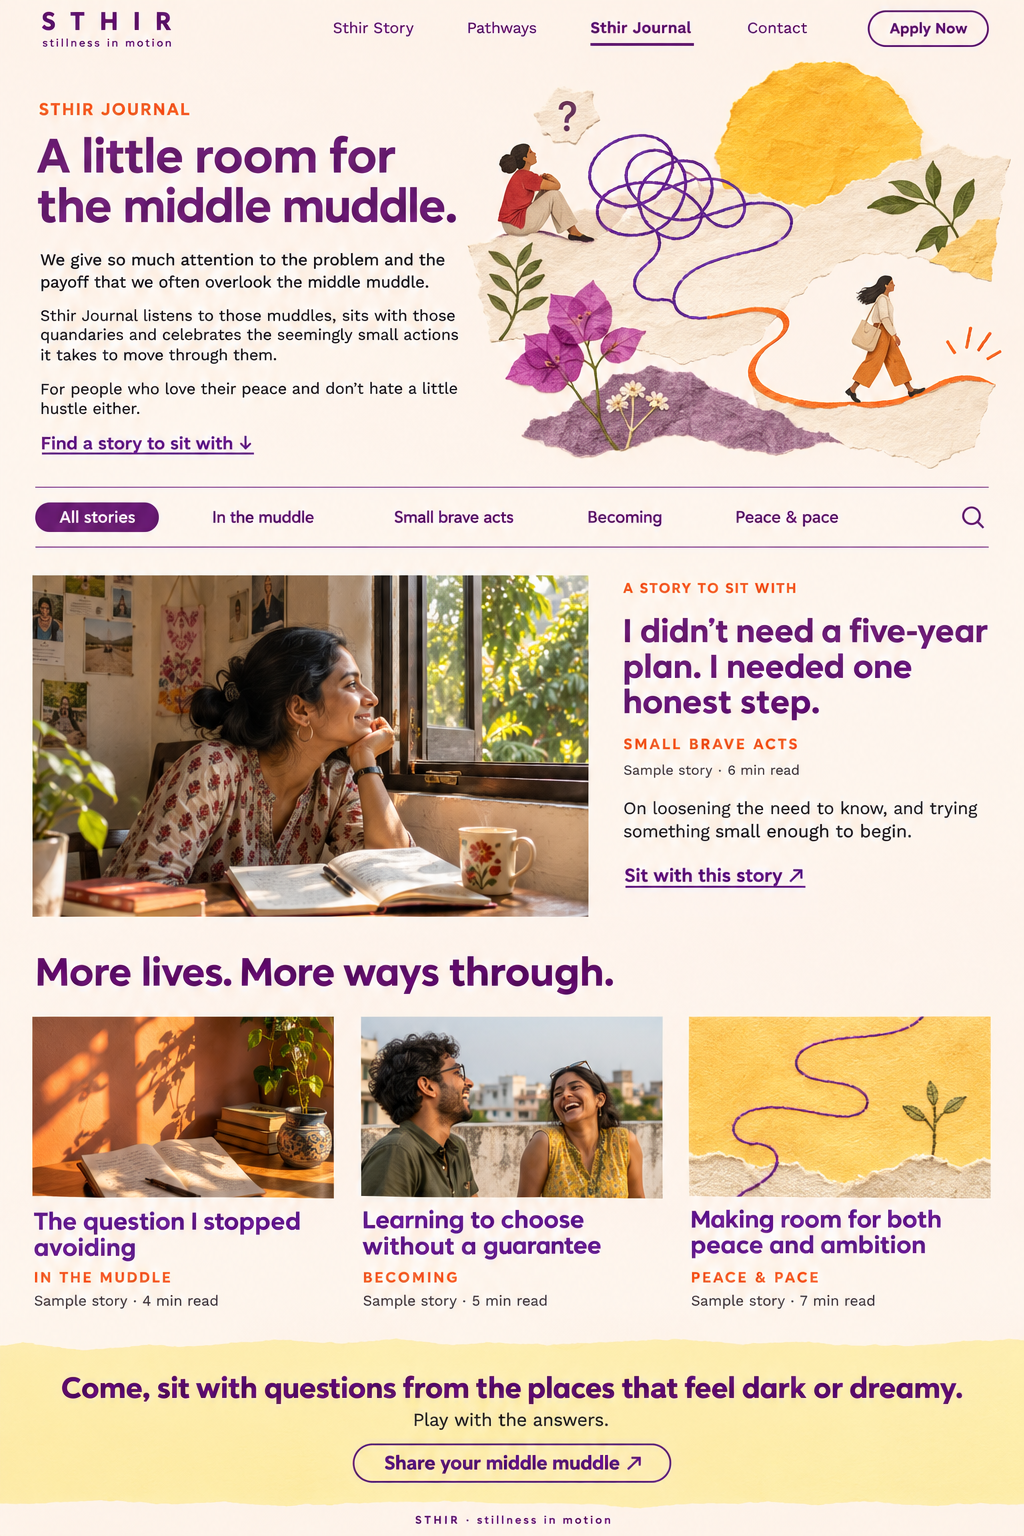 STHIR
stillness in motion
Sthir Story
Pathways
Sthir Journal
Contact
Apply Now
STHIR JOURNAL
A little room for
the middle muddle.
We give so much attention to the problem and the
payoff that we often overlook the middle muddle.
Sthir Journal listens to those muddles, sits with those
quandaries and celebrates the seemingly small actions
it takes to move through them.
For people who love their peace and don’t hate a little
hustle either.
Find a story to sit with ↓
?
All stories
In the muddle
Small brave acts
Becoming
Peace & pace
A STORY TO SIT WITH
I didn’t need a five-year
plan. I needed one
honest step.
SMALL BRAVE ACTS
Sample story · 6 min read
On loosening the need to know, and trying
something small enough to begin.
Sit with this story ↗
More lives. More ways through.
The question I stopped
avoiding
IN THE MUDDLE
Sample story · 4 min read
Learning to choose
without a guarantee
BECOMING
Sample story · 5 min read
Making room for both
peace and ambition
PEACE & PACE
Sample story · 7 min read
Come, sit with questions from the places that feel dark or dreamy.
Play with the answers.
Share your middle muddle ↗
STHIR · stillness in motion